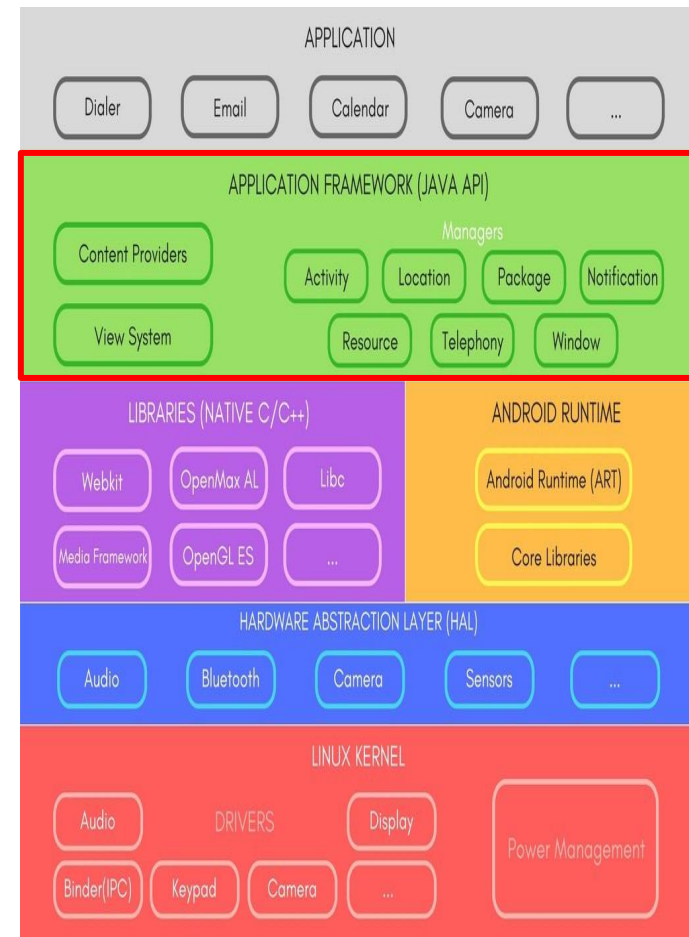 APPLICATION
Dialer
Email
Calendar
Camera
...
APPLICATION FRAMEWORK (JAVA API)
Managers
Content Providers
Activity
Location
Package
Notification
View System
Resource
Telephony
Window
LIBRARIES (NATIVE C/C++)
Webkit
OpenMax AL
Libc
Media Framework
OpenGL ES
...
ANDROID RUNTIME
Android Runtime (ART)
Core Libraries
HARDWARE ABSTRACTION LAYER (HAL)
Audio
Bluetooth
Camera
Sensors
...
LINUX KERNEL
Audio
DRIVERS
Display
Binder(IPC)
Keypad
Camera
...
Power Management